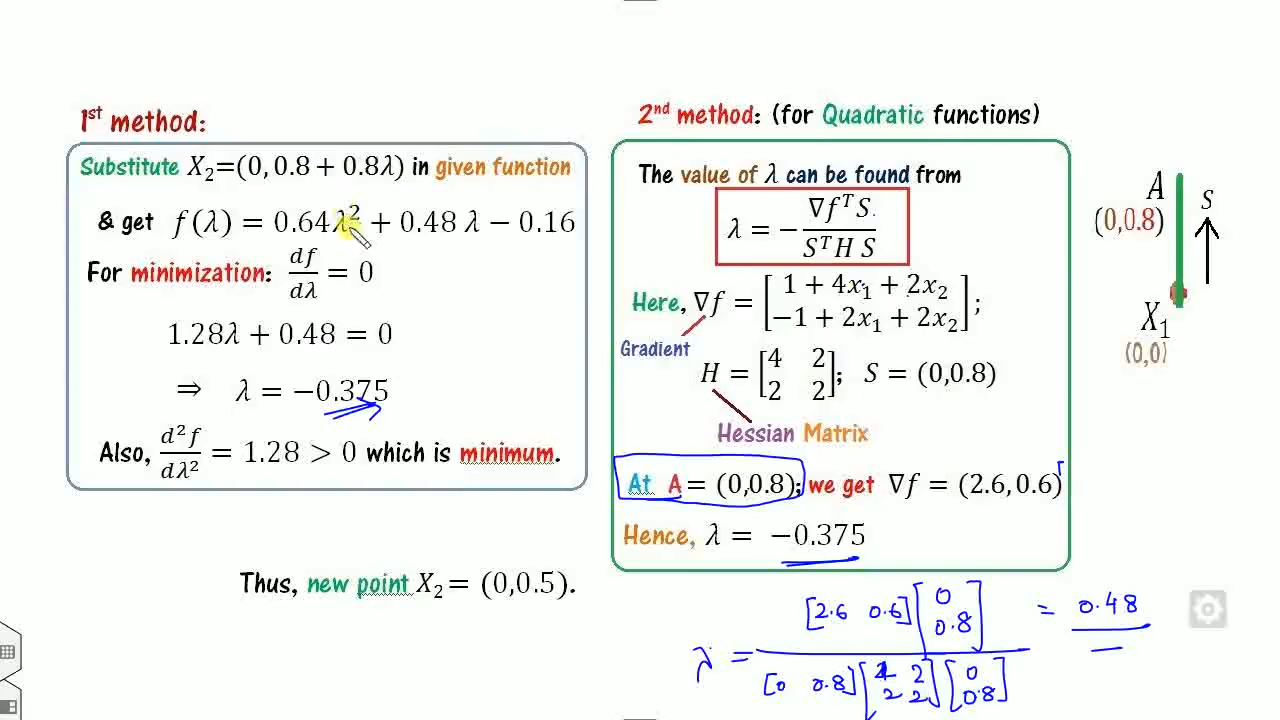 1st method:
Substitute X₂=(0, 0.8 + 0.8λ) in given function
& get f(λ) = 0.64λ² + 0.48 λ − 0.16
For minimization: df/dλ = 0
1.28λ + 0.48 = 0
⇒ λ = −0.375
Also, d²f/dλ² = 1.28 > 0 which is minimum.
Thus, new point X₂ = (0,0.5).
2nd method: (for Quadratic functions)
The value of λ can be found from
λ = − ∇fᵀS / SᵀH S
Here, ∇f = [1 + 4x₁ + 2x₂
−1 + 2x₁ + 2x₂];
Gradient
H = [4 2
2 2]; S = (0,0.8)
Hessian Matrix
At A = (0,0.8); we get ∇f = (2.6, 0.6)
Hence, λ = −0.375
λ = [2.6 0.6] [0
0.8] = 0.48
[0 0.8] [4 2
2 2] [0
0.8]
A
(0,0.8)
S
X₁
(0,0)